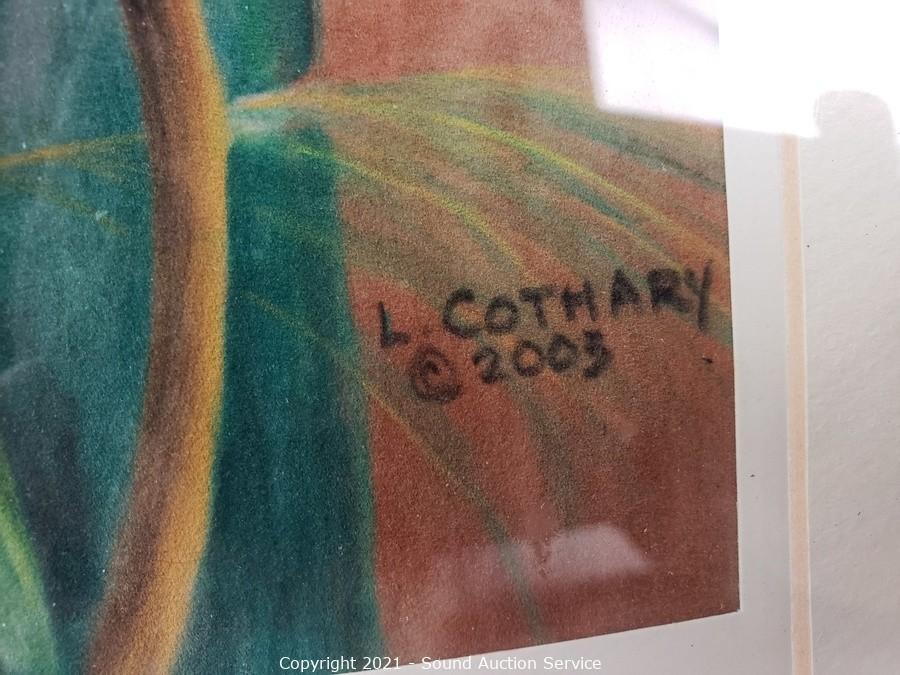 L. COTHARY
© 2003
Copyright 2021 - Sound Auction Service